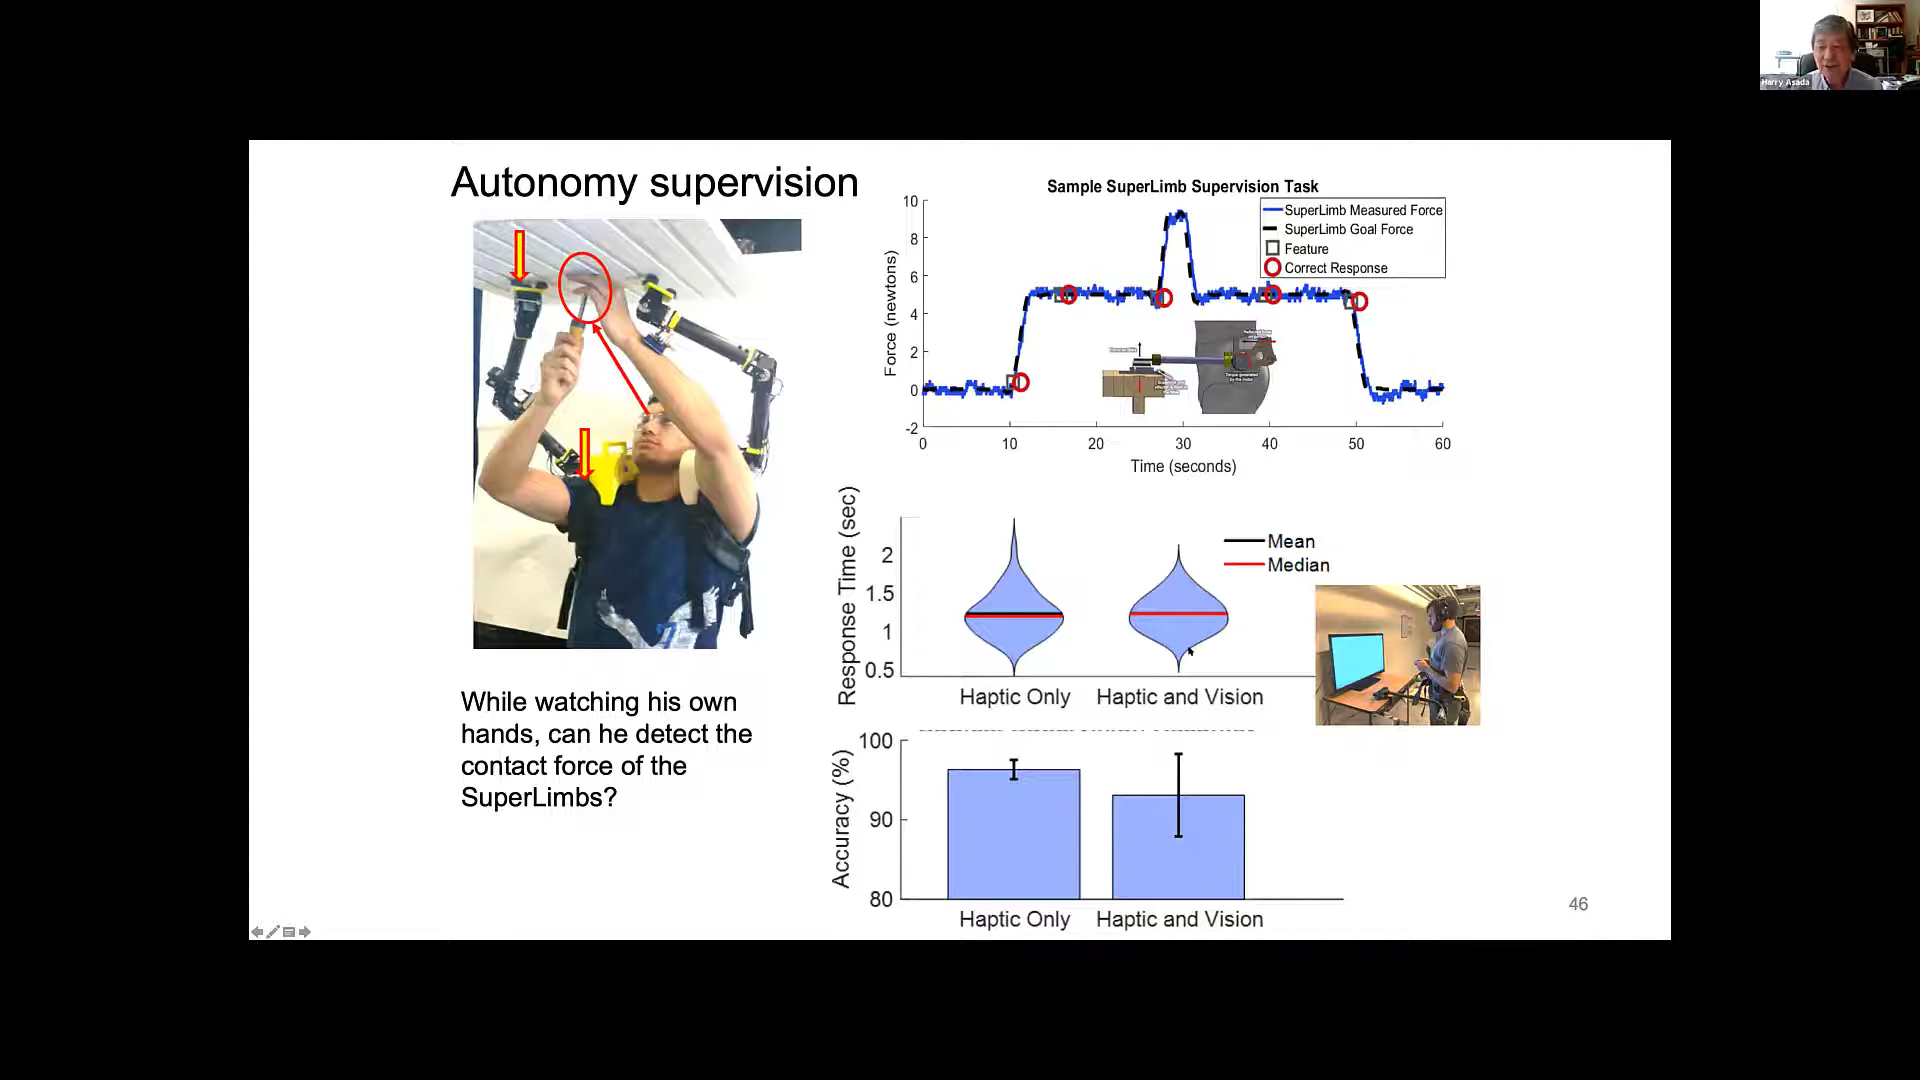 Harry Asada
Autonomy supervision
While watching his own
hands, can he detect the
contact force of the
SuperLimbs?
Sample SuperLimb Supervision Task
SuperLimb Measured Force
SuperLimb Goal Force
Feature
Correct Response
Force (newtons)
10
8
6
4
2
0
-2
0 10 20 30 40 50 60
Time (seconds)
Response Time (sec)
2
1.5
1
0.5
Mean
Median
Haptic Only Haptic and Vision
Accuracy (%)
100
90
80
Haptic Only Haptic and Vision
46